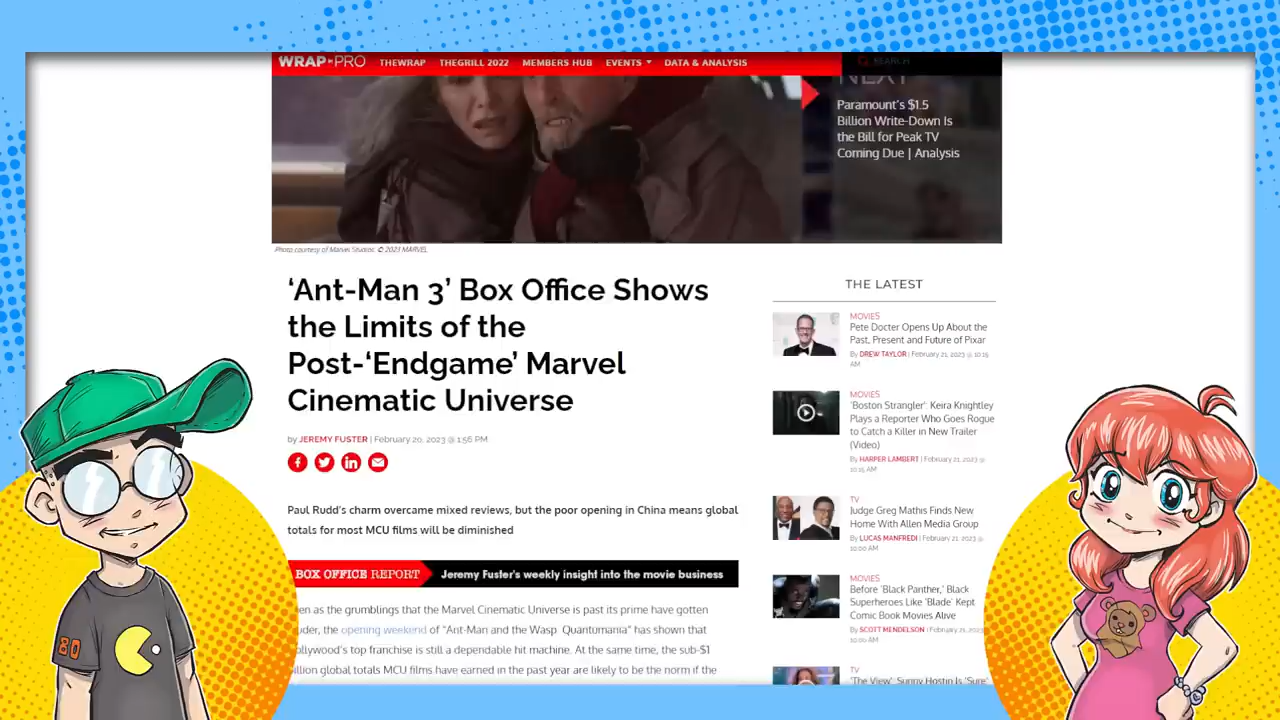 WRAP PRO
THEWRAP
THEGRILL 2022
MEMBERS HUB
EVENTS
DATA & ANALYSIS
SEARCH
NEXT
Paramount's $1.5
Billion Write-Down Is
the Bill for Peak TV
Coming Due | Analysis
Photo courtesy of Marvel Studios. © 2023 MARVEL.
'Ant-Man 3' Box Office Shows
the Limits of the
Post-'Endgame' Marvel
Cinematic Universe
by JEREMY FUSTER | February 20, 2023 @ 1:56 PM
Paul Rudd's charm overcame mixed reviews, but the poor opening in China means global
totals for most MCU films will be diminished
BOX OFFICE REPORT Jeremy Fuster's weekly insight into the movie business
en as the grumblings that the Marvel Cinematic Universe is past its prime have gotten
uder, the opening weekend of "Ant-Man and the Wasp Quantumania" has shown that
ollywood's top franchise is still a dependable hit machine. At the same time, the sub-$1
illion global totals MCU films have earned in the past year are likely to be the norm if the
THE LATEST
MOVIES
Pete Docter Opens Up About the
Past, Present and Future of Pixar
By DREW TAYLOR | February 21, 2023 @ 10:15
AM
MOVIES
'Boston Strangler': Keira Knightley
Plays a Reporter Who Goes Rogue
to Catch a Killer in New Trailer
(Video)
By HARPER LAMBERT | February 21, 2023 @
10:15 AM
TV
Judge Greg Mathis Finds New
Home With Allen Media Group
By LUCAS MANFREDI | February 21, 2023 @
10:00 AM
MOVIES
Before 'Black Panther,' Black
Superheroes Like 'Blade' Kept
Comic Book Movies Alive
By SCOTT MENDELSON | February 21, 2023
10:00 AM
TV
'The View': Sunny Hostin Is 'Sure'
80